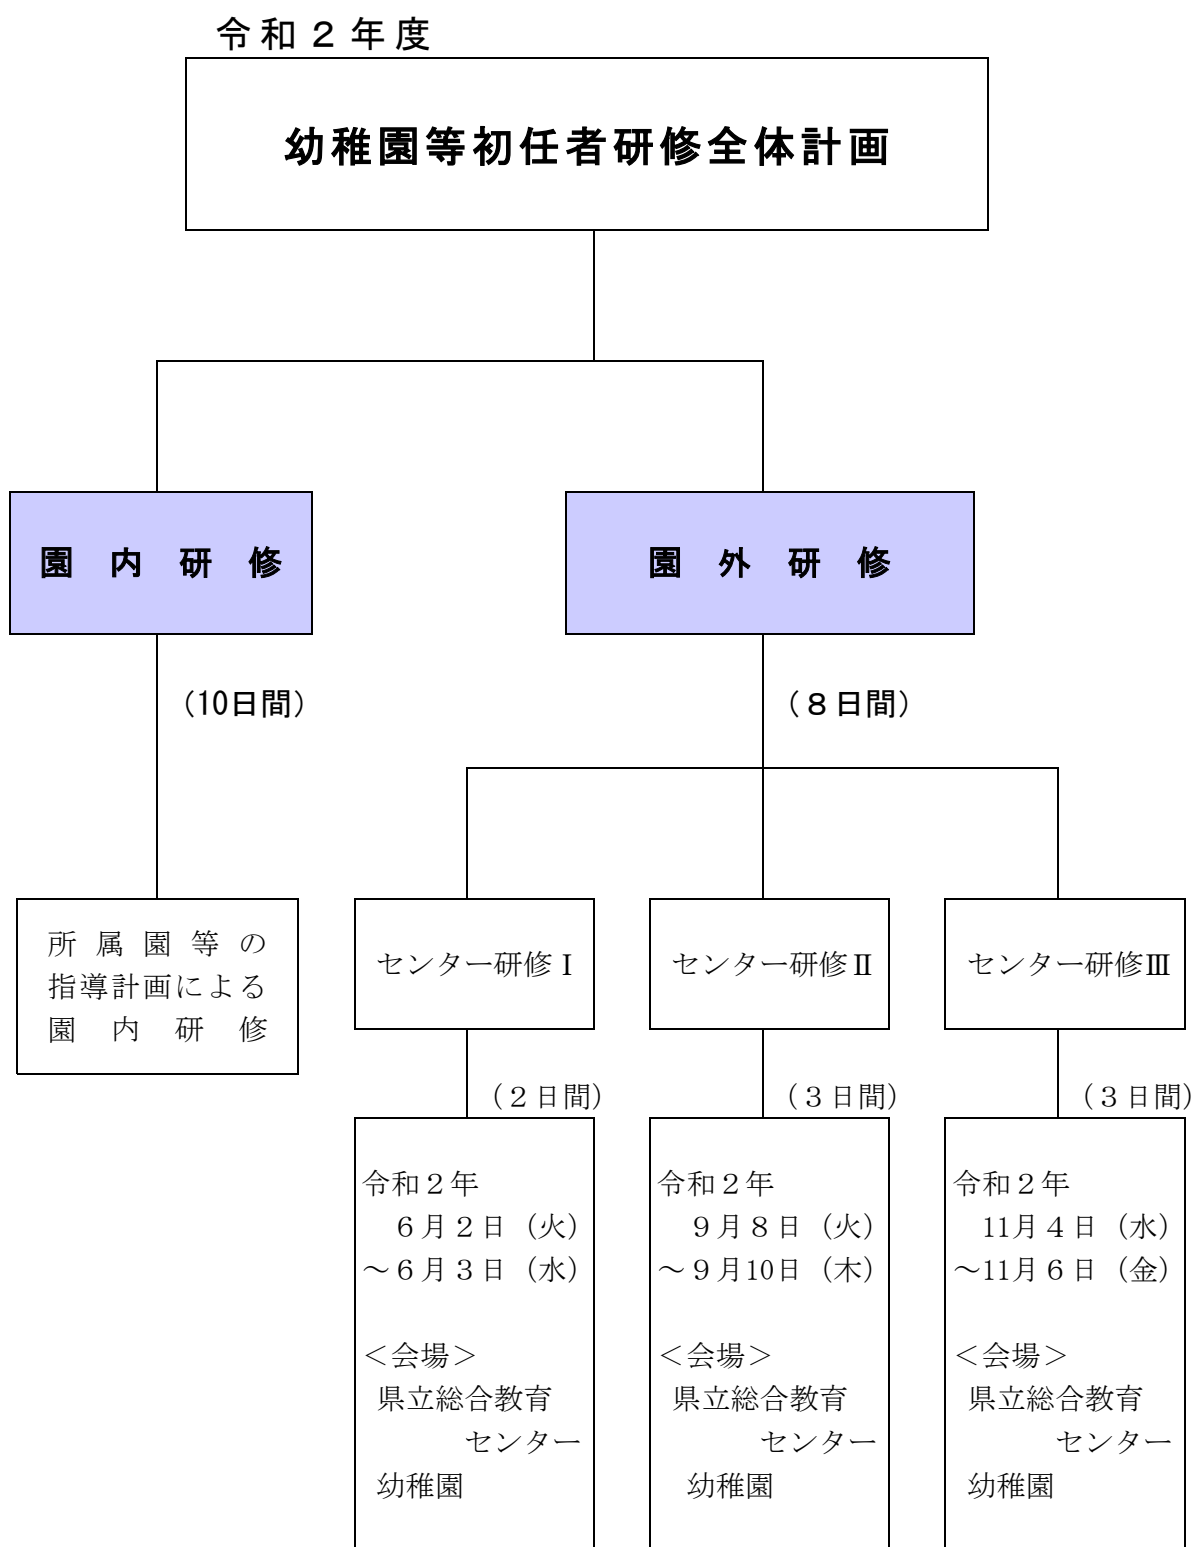 令和２年度
幼稚園等初任者研修全体計画
園内研修
園外研修
（10日間）
（８日間）
所属園等の
指導計画による
園内研修
センター研修Ⅰ
センター研修Ⅱ
センター研修Ⅲ
（２日間）
（３日間）
（３日間）
令和２年
６月２日（火）
～６月３日（水）
＜会場＞
県立総合教育
センター
幼稚園
令和２年
９月８日（火）
～９月10日（木）
＜会場＞
県立総合教育
センター
幼稚園
令和２年
11月４日（水）
～11月６日（金）
＜会場＞
県立総合教育
センター
幼稚園